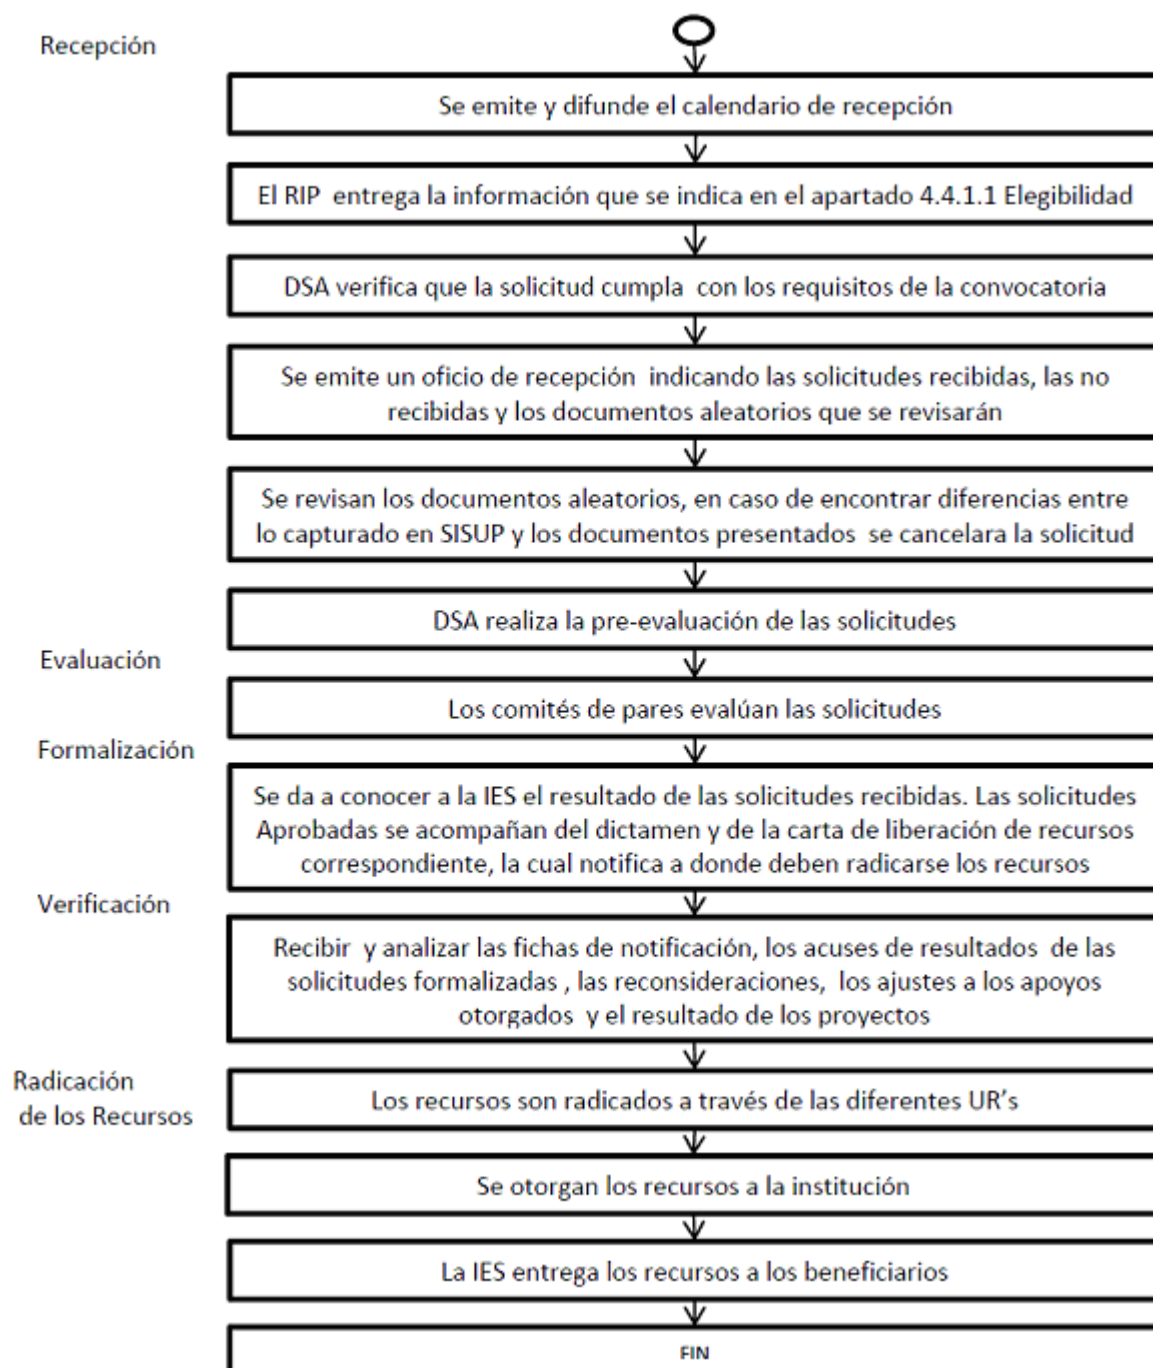 Recepción
Se emite y difunde el calendario de recepción
El RIP entrega la información que se indica en el apartado 4.4.1.1 Elegibilidad
DSA verifica que la solicitud cumpla con los requisitos de la convocatoria
Se emite un oficio de recepción indicando las solicitudes recibidas, las no
recibidas y los documentos aleatorios que se revisarán
Se revisan los documentos aleatorios, en caso de encontrar diferencias entre
lo capturado en SISUP y los documentos presentados se cancelara la solicitud
DSA realiza la pre-evaluación de las solicitudes
Evaluación
Los comités de pares evalúan las solicitudes
Formalización
Se da a conocer a la IES el resultado de las solicitudes recibidas. Las solicitudes
Aprobadas se acompañan del dictamen y de la carta de liberación de recursos
correspondiente, la cual notifica a donde deben radicarse los recursos
Verificación
Recibir y analizar las fichas de notificación, los acuses de resultados de las
solicitudes formalizadas , las reconsideraciones, los ajustes a los apoyos
otorgados y el resultado de los proyectos
Radicación
de los Recursos
Los recursos son radicados a través de las diferentes UR’s
Se otorgan los recursos a la institución
La IES entrega los recursos a los beneficiarios
FIN